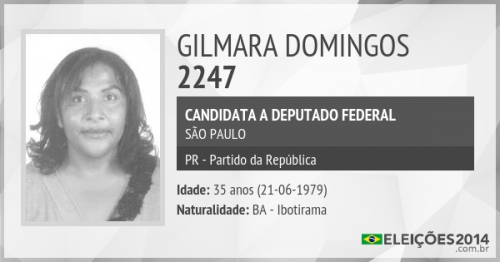 GILMARA DOMINGOS
2247
CANDIDATA A DEPUTADO FEDERAL
SÃO PAULO
PR - Partido da República
Idade: 35 anos (21-06-1979)
Naturalidade: BA - Ibotirama
ELEIÇÕES2014
.com.br